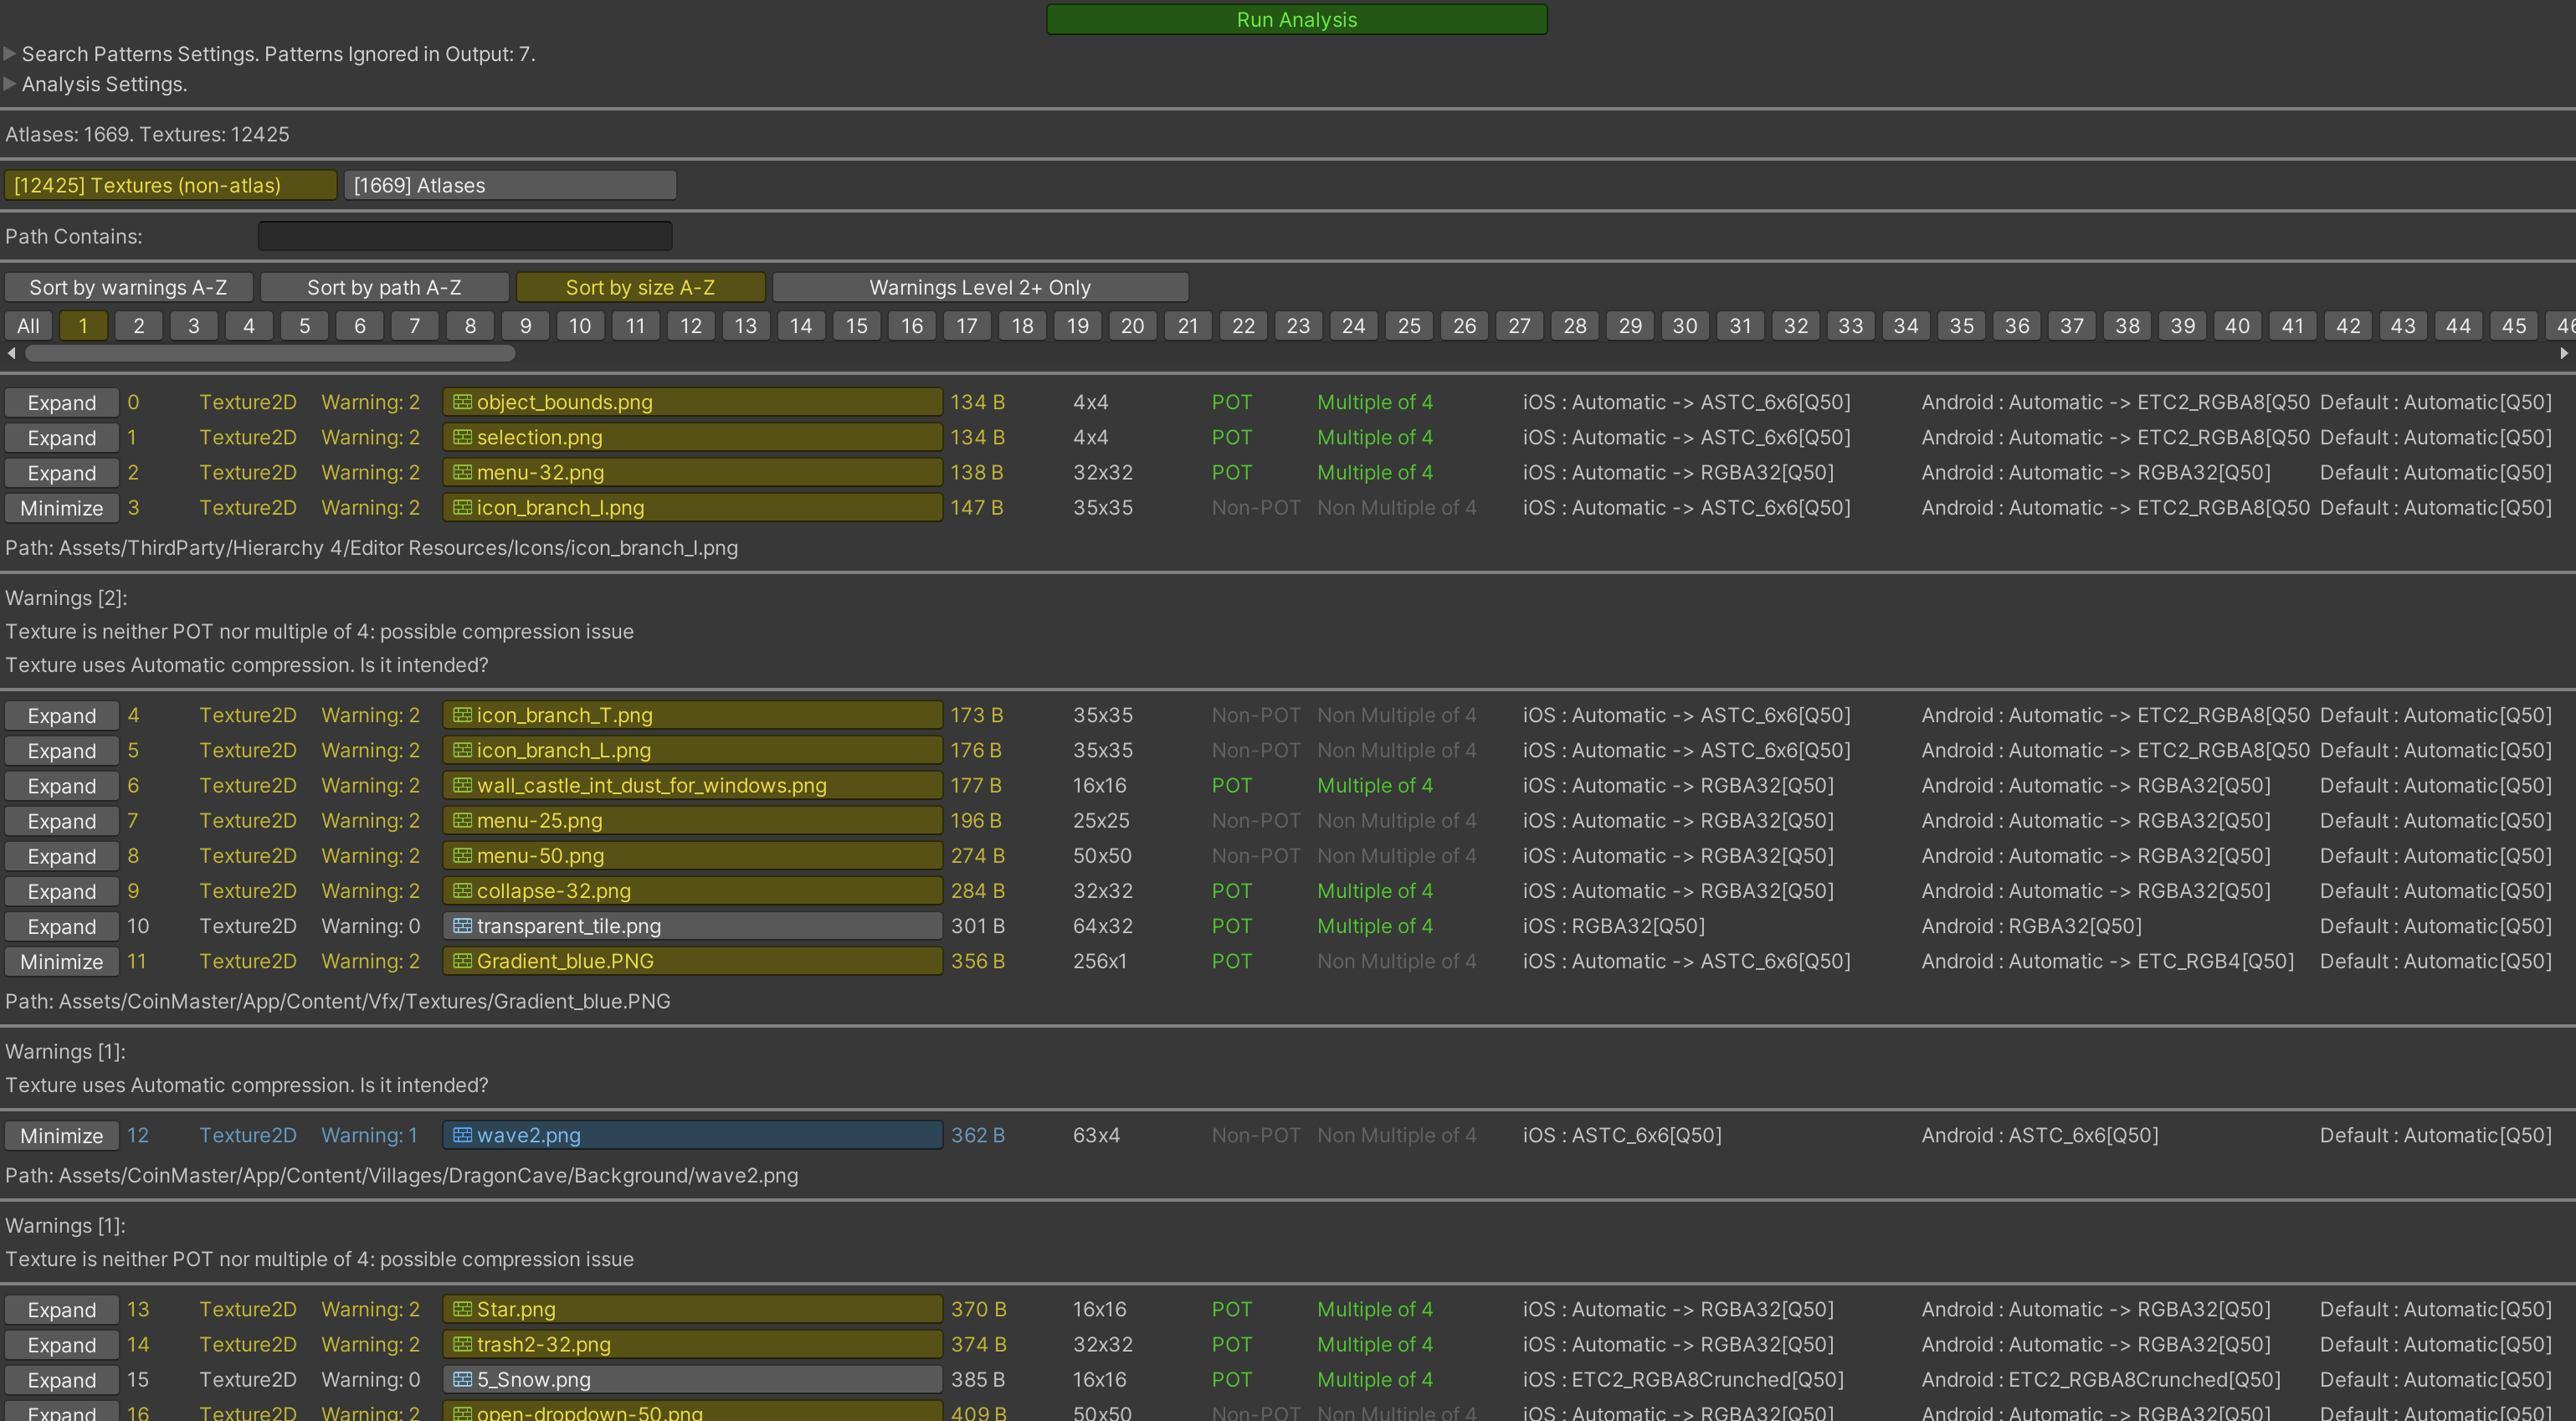 Run Analysis
Search Patterns Settings. Patterns Ignored in Output: 7.
Analysis Settings.
Atlases: 1669. Textures: 12425
[12425] Textures (non-atlas) [1669] Atlases
Path Contains:
Sort by warnings A-Z Sort by path A-Z Sort by size A-Z Warnings Level 2+ Only
All 1 2 3 4 5 6 7 8 9 10 11 12 13 14 15 16 17 18 19 20 21 22 23 24 25 26 27 28 29 30 31 32 33 34 35 36 37 38 39 40 41 42 43 44 45 46
Expand 0 Texture2D Warning: 2 object_bounds.png 134 B 4x4 POT Multiple of 4 iOS : Automatic -> ASTC_6x6[Q50] Android : Automatic -> ETC2_RGBA8[Q50 Default : Automatic[Q50]
Expand 1 Texture2D Warning: 2 selection.png 134 B 4x4 POT Multiple of 4 iOS : Automatic -> ASTC_6x6[Q50] Android : Automatic -> ETC2_RGBA8[Q50 Default : Automatic[Q50]
Expand 2 Texture2D Warning: 2 menu-32.png 138 B 32x32 POT Multiple of 4 iOS : Automatic -> RGBA32[Q50] Android : Automatic -> RGBA32[Q50] Default : Automatic[Q50]
Minimize 3 Texture2D Warning: 2 icon_branch_I.png 147 B 35x35 Non-POT Non Multiple of 4 iOS : Automatic -> ASTC_6x6[Q50] Android : Automatic -> ETC2_RGBA8[Q50 Default : Automatic[Q50]
Path: Assets/ThirdParty/Hierarchy 4/Editor Resources/Icons/icon_branch_I.png
Warnings [2]:
Texture is neither POT nor multiple of 4: possible compression issue
Texture uses Automatic compression. Is it intended?
Expand 4 Texture2D Warning: 2 icon_branch_T.png 173 B 35x35 Non-POT Non Multiple of 4 iOS : Automatic -> ASTC_6x6[Q50] Android : Automatic -> ETC2_RGBA8[Q50 Default : Automatic[Q50]
Expand 5 Texture2D Warning: 2 icon_branch_L.png 176 B 35x35 Non-POT Non Multiple of 4 iOS : Automatic -> ASTC_6x6[Q50] Android : Automatic -> ETC2_RGBA8[Q50 Default : Automatic[Q50]
Expand 6 Texture2D Warning: 2 wall_castle_int_dust_for_windows.png 177 B 16x16 POT Multiple of 4 iOS : Automatic -> RGBA32[Q50] Android : Automatic -> RGBA32[Q50] Default : Automatic[Q50]
Expand 7 Texture2D Warning: 2 menu-25.png 196 B 25x25 Non-POT Non Multiple of 4 iOS : Automatic -> RGBA32[Q50] Android : Automatic -> RGBA32[Q50] Default : Automatic[Q50]
Expand 8 Texture2D Warning: 2 menu-50.png 274 B 50x50 Non-POT Non Multiple of 4 iOS : Automatic -> RGBA32[Q50] Android : Automatic -> RGBA32[Q50] Default : Automatic[Q50]
Expand 9 Texture2D Warning: 2 collapse-32.png 284 B 32x32 POT Multiple of 4 iOS : Automatic -> RGBA32[Q50] Android : Automatic -> RGBA32[Q50] Default : Automatic[Q50]
Expand 10 Texture2D Warning: 0 transparent_tile.png 301 B 64x32 POT Multiple of 4 iOS : RGBA32[Q50] Android : RGBA32[Q50] Default : Automatic[Q50]
Minimize 11 Texture2D Warning: 2 Gradient_blue.PNG 356 B 256x1 POT Non Multiple of 4 iOS : Automatic -> ASTC_6x6[Q50] Android : Automatic -> ETC_RGB4[Q50] Default : Automatic[Q50]
Path: Assets/CoinMaster/App/Content/Vfx/Textures/Gradient_blue.PNG
Warnings [1]:
Texture uses Automatic compression. Is it intended?
Minimize 12 Texture2D Warning: 1 wave2.png 362 B 63x4 Non-POT Non Multiple of 4 iOS : ASTC_6x6[Q50] Android : ASTC_6x6[Q50] Default : Automatic[Q50]
Path: Assets/CoinMaster/App/Content/Villages/DragonCave/Background/wave2.png
Warnings [1]:
Texture is neither POT nor multiple of 4: possible compression issue
Expand 13 Texture2D Warning: 2 Star.png 370 B 16x16 POT Multiple of 4 iOS : Automatic -> RGBA32[Q50] Android : Automatic -> RGBA32[Q50] Default : Automatic[Q50]
Expand 14 Texture2D Warning: 2 trash2-32.png 374 B 32x32 POT Multiple of 4 iOS : Automatic -> RGBA32[Q50] Android : Automatic -> RGBA32[Q50] Default : Automatic[Q50]
Expand 15 Texture2D Warning: 0 5_Snow.png 385 B 16x16 POT Multiple of 4 iOS : ETC2_RGBA8Crunched[Q50] Android : ETC2_RGBA8Crunched[Q50] Default : Automatic[Q50]
Expand 16 Texture2D Warning: 2 open-dropdown-50.png 409 B 50x50 Non-POT Non Multiple of 4 iOS : Automatic -> RGBA32[Q50] Android : Automatic -> RGBA32[Q50] Default : Automatic[Q50]